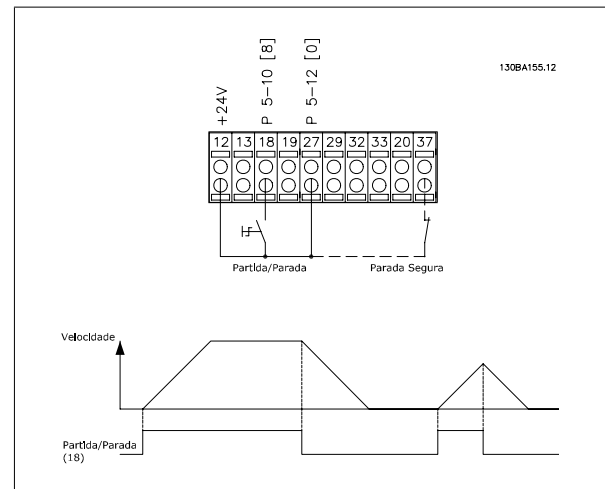 130BA155.12
+24V
P 5-10 [8]
P 5-12 [0]
12 13 18 19 27 29 32 33 20 37
Partida/Parada
Parada Segura
Velocidade
Partida/Parada
(18)